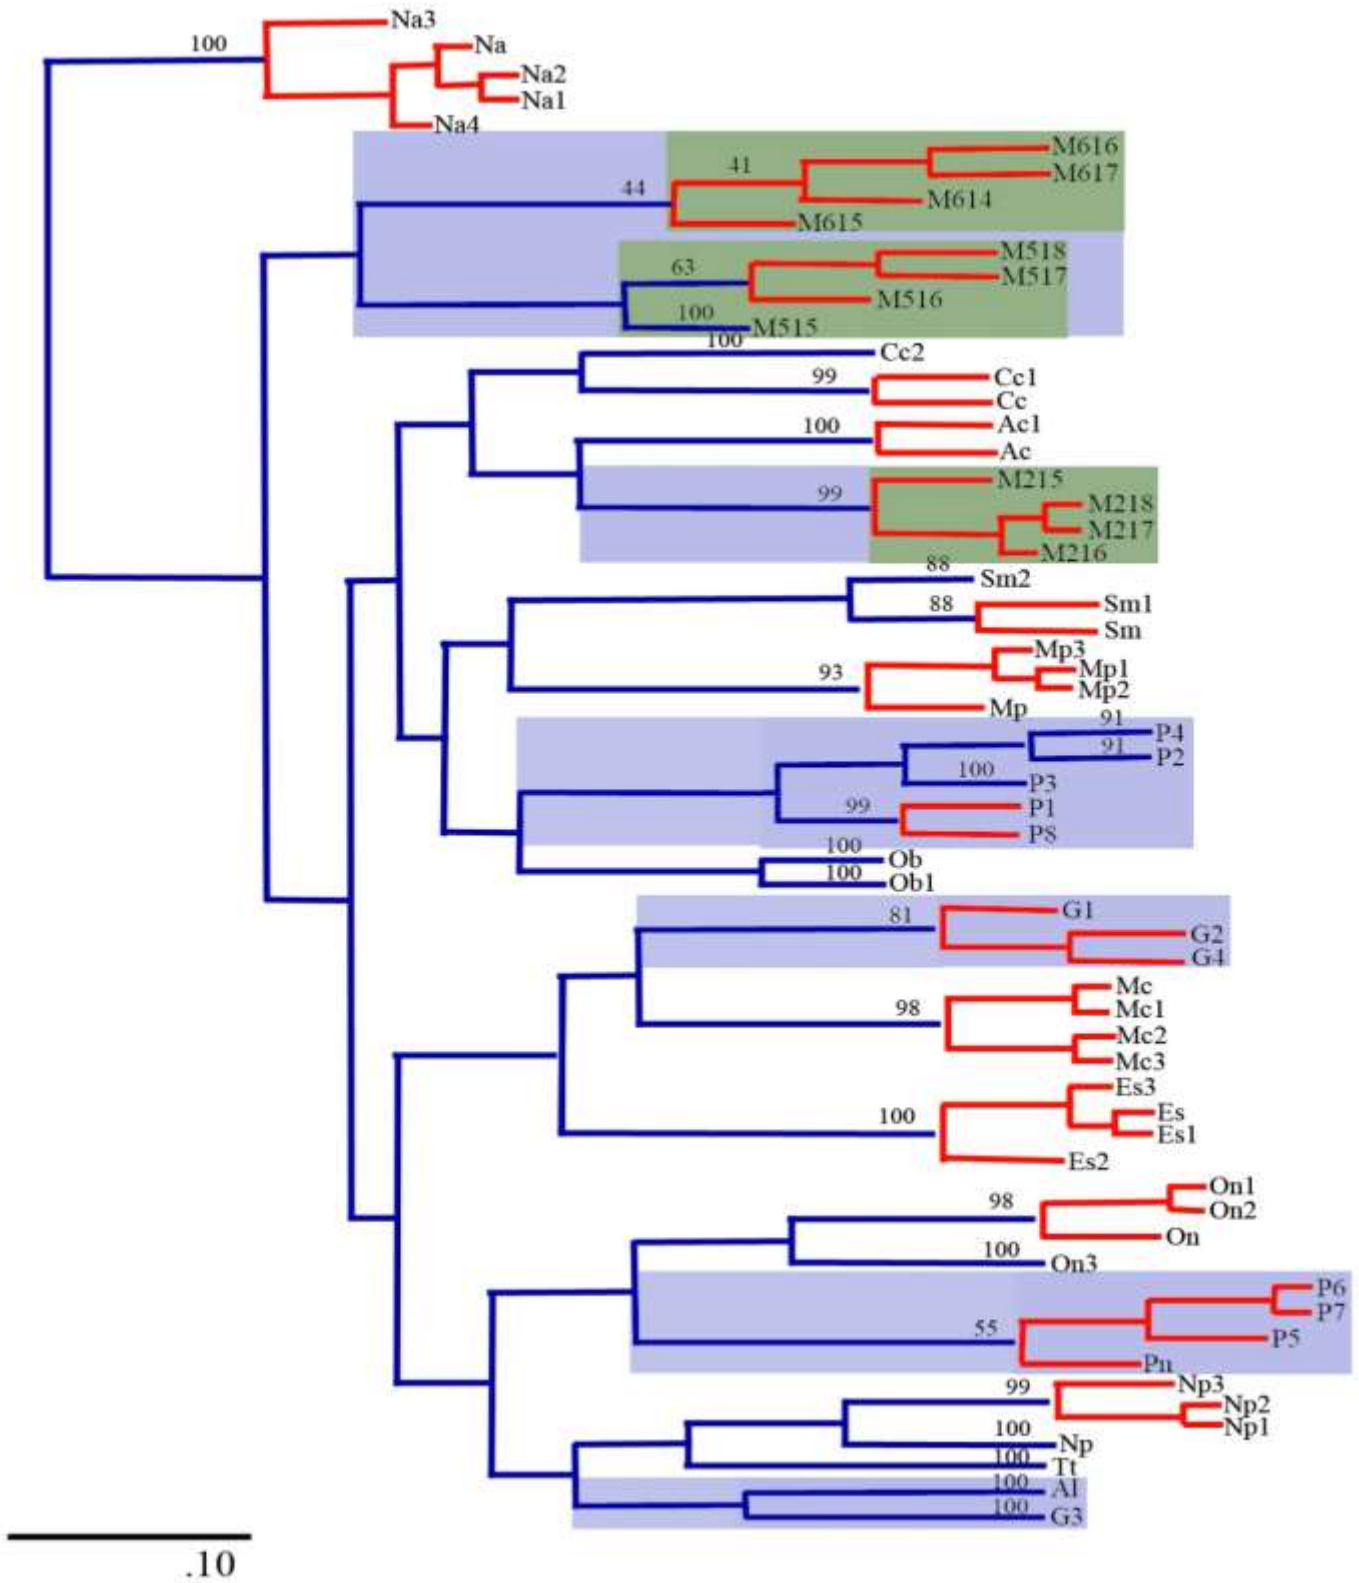 Na3
100
Na
Na2
Na1
Na4
M616
41
M617
44
M614
M615
M518
63
M517
M516
100
M515
100
Cc2
99
Cc1
Cc
100
Ac1
Ac
M215
99
M218
M217
M216
88
Sm2
88
Sm1
Sm
Mp3
93
Mp1
Mp2
Mp
91
P4
91
P2
100
P3
99
P1
P8
100
Ob
100
Ob1
81
G1
G2
G4
Mc
98
Mc1
Mc2
Mc3
Es3
100
Es
Es1
Es2
98
On1
On2
On
100
On3
P6
P7
55
P5
Pn
99
Np3
Np2
Np1
100
Np
100
Tt
100
Al
100
G3
.10